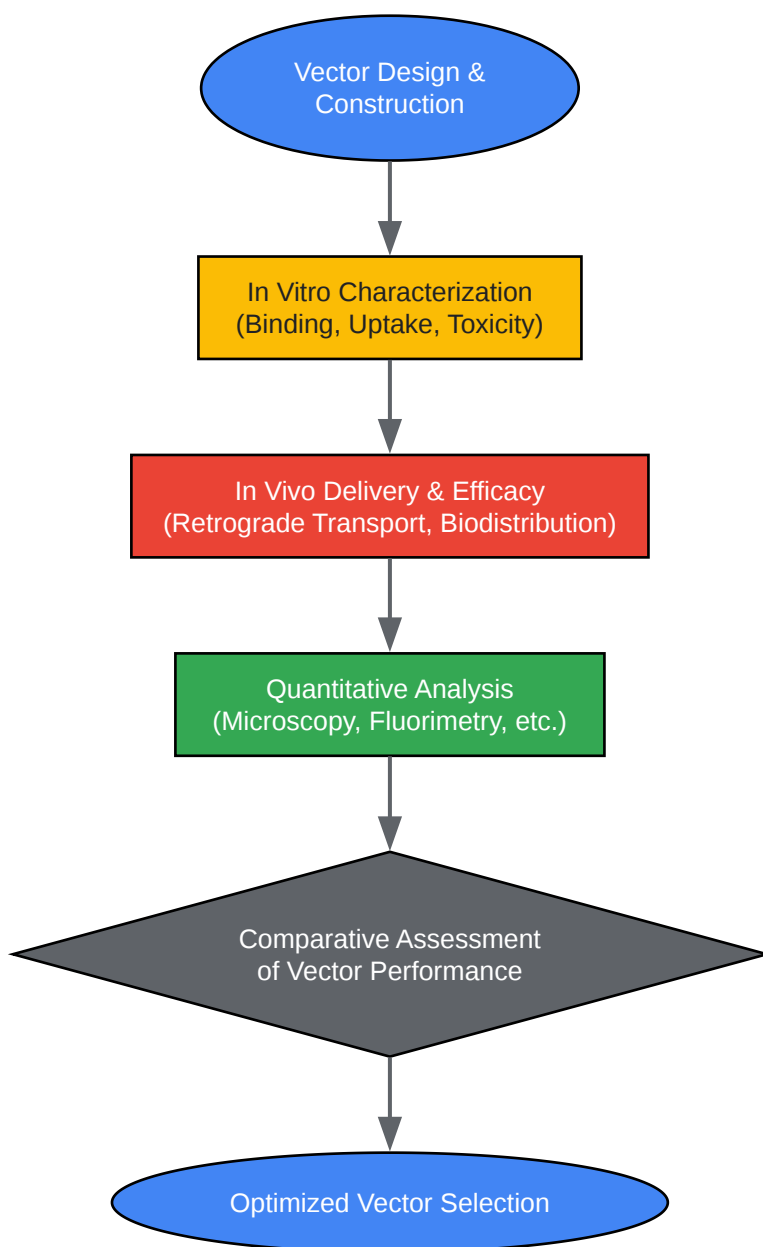 Vector Design &
Construction
In Vitro Characterization
(Binding, Uptake, Toxicity)
In Vivo Delivery & Efficacy
(Retrograde Transport, Biodistribution)
Quantitative Analysis
(Microscopy, Fluorimetry, etc.)
Comparative Assessment
of Vector Performance
Optimized Vector Selection